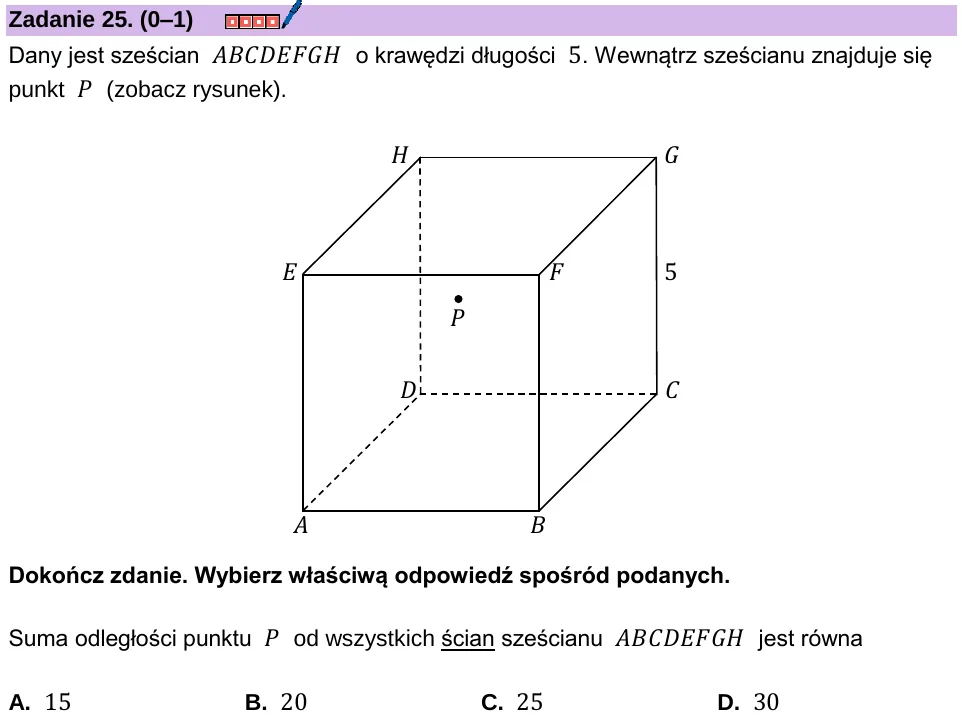 Zadanie 25. (0–1)
Dany jest sześcian ABCDEFGH o krawędzi długości 5. Wewnątrz sześcianu znajduje się
punkt P (zobacz rysunek).
H G
E F 5
P
D C
A B
Dokończ zdanie. Wybierz właściwą odpowiedź spośród podanych.
Suma odległości punktu P od wszystkich ścian sześcianu ABCDEFGH jest równa
A. 15 B. 20 C. 25 D. 30